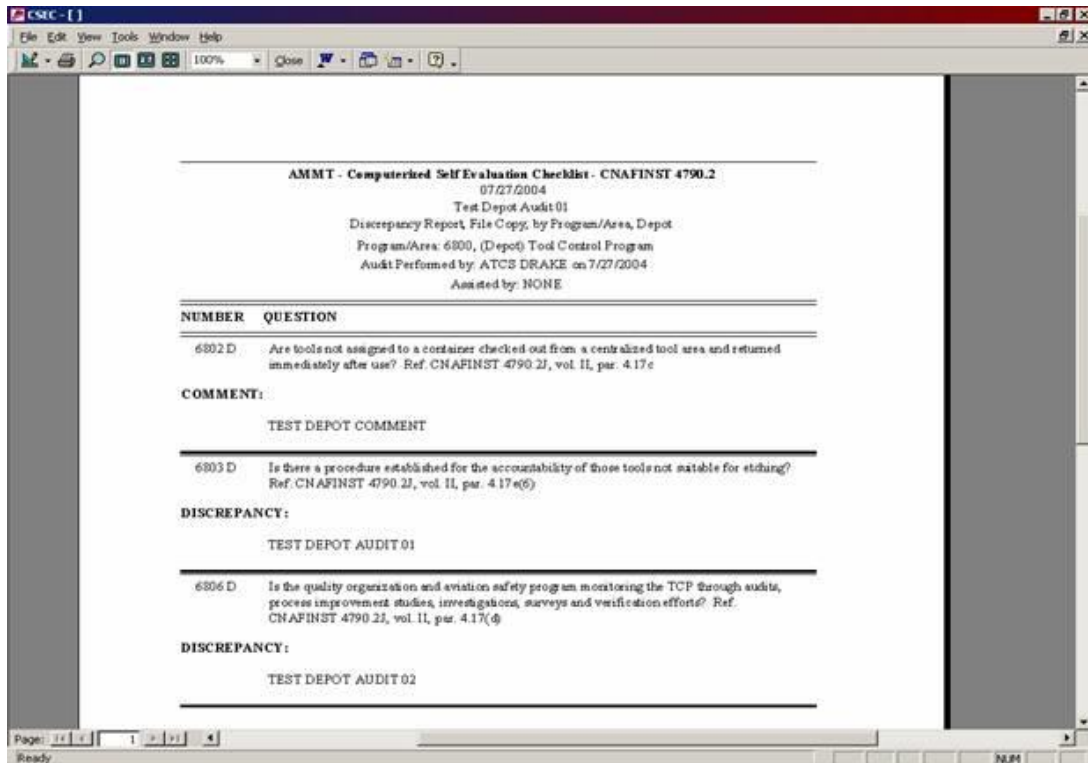 CSEC - [ ]
File Edit View Tools Window Help
100% Close
AMMT - Computerized Self Evaluation Checklist - CNAFINST 4790.2
07/27/2004
Test Depot Audit 01
Discrepancy Report, File Copy, by Program/Area, Depot
Program/Area: 6800, (Depot) Tool Control Program
Audit Performed by: ATCS DRAKE on 7/27/2004
Assisted by: NONE
NUMBER QUESTION
6802 D Are tools not assigned to a container checked out from a centralized tool area and returned
immediately after use? Ref. CNAFINST 4790.2J, vol. II, par. 4.17c
COMMENT:
TEST DEPOT COMMENT
6803 D Is there a procedure established for the accountability of those tools not suitable for etching?
Ref. CNAFINST 4790.2J, vol. II, par. 4.17e(6)
DISCREPANCY:
TEST DEPOT AUDIT 01
6806 D Is the quality organization and aviation safety program monitoring the TCP through audits,
process improvement studies, investigations, surveys and verification efforts? Ref.
CNAFINST 4790.2J, vol. II, par. 4.17(d)
DISCREPANCY:
TEST DEPOT AUDIT 02
Page: 1
Ready NUM